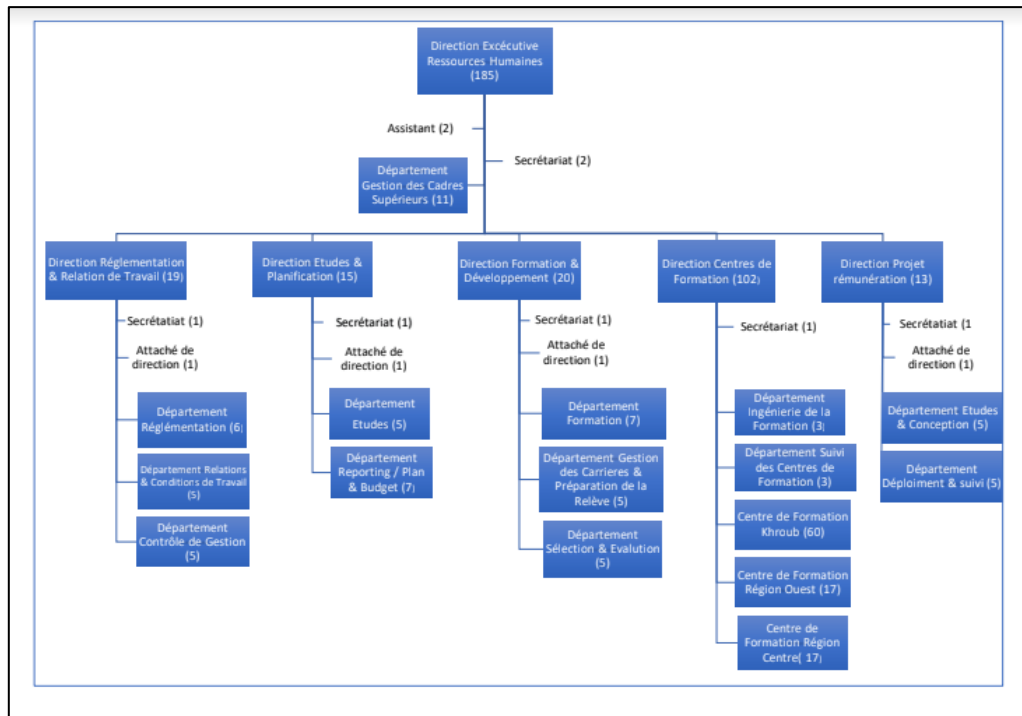 Direction Excécutive
Ressources Humaines
(185)
Assistant (2)
Secrétariat (2)
Département
Gestion des Cadres
Supérieurs (11)
Direction Réglementation
& Relation de Travail (19)
Secrétatiat (1)
Attaché de
direction (1)
Département
Réglémentation (6)
Département Relations
& Conditions de Travail
(5)
Département
Contrôle de Gestion
(5)
Direction Etudes &
Planification (15)
Secrétariat (1)
Attaché de
direction (1)
Département
Etudes (5)
Département
Reporting / Plan
& Budget (7)
Direction Formation &
Développement (20)
Secrétariat (1)
Attaché de
direction (1)
Département
Formation (7)
Département Gestion
des Carrieres &
Préparation de la
Relève (5)
Département
Sélection & Evalution
(5)
Direction Centres de
Formation (102)
Secrétariat (1)
Département
Ingénierie de la
Formation (3)
Département Suivi
des Centres de
Formation (3)
Centre de Formation
Khroub (60)
Centre de Formation
Région Ouest (17)
Centre de
Formation Région
Centre( 17)
Direction Projet
rémunération (13)
Secrétatiat (1
Attaché de
direction (1)
Département Etudes
& Conception (5)
Département
Déploiment & suivi (5)